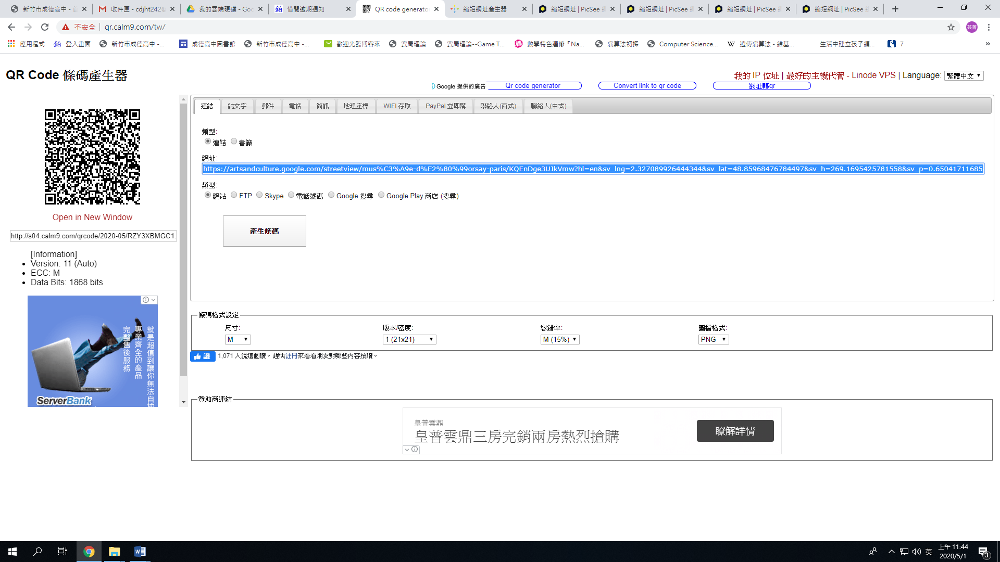 新竹市成德高中 - 首
收件匣 - cdjht242@
我的雲端硬碟 - Goo
借閱逾期通知
QR code generato
縮短網址產生器
縮短網址 | PicSee
縮短網址 | PicSee
縮短網址 | PicSee
縮短網址 | PicSee
不安全
qr.calm9.com/tw/
芸菁
應用程式
登入畫面
新竹市成德高中 -...
成德高中圖書館
新竹市成德高中 -...
歡迎光臨博客來
賽局理論
賽局理論--Game T...
數學特色選修『Na...
演算法初探
Computer Science...
遺傳演算法 - 維基...
生活中建立孩子編...
7
QR Code 條碼產生器
我的 IP 位址 | 最好的主機代管 - Linode VPS | Language: 繁體中文
Google 提供的廣告
Qr code generator
Convert link to qr code
網址轉qr
連結
純文字
郵件
電話
簡訊
地理座標
WIFI 存取
PayPal 立即購
聯絡人(西式)
聯絡人(中式)
類型:
連結 書籤
網址:
https://artsandculture.google.com/streetview/mus%C3%A9e-d%E2%80%99orsay-paris/KQEnDge3UJkVmw?hl=en&sv_lng=2.327089926444344&sv_lat=48.85968476784497&sv_h=269.1695425781558&sv_p=0.65041711685
類型:
網站 FTP Skype 電話號碼 Google 搜尋 Google Play 商店 (搜尋)
產生條碼
Open in New Window
http://s04.calm9.com/qrcode/2020-05/RZY3XBMGC1.
[Information]
Version: 11 (Auto)
ECC: M
Data Bits: 1868 bits
就是超值到讓你無法自拔
專業齊全的產品
完整售後服務
ServerBank
條碼格式設定
尺寸:
版本/密度:
容錯率:
圖檔格式:
M
1 (21x21)
M (15%)
PNG
讚
1,071 人說這個讚。趕快註冊來看看朋友對哪些內容按讚。
贊助商連結
皇普雲鼎
皇普雲鼎三房完銷兩房熱烈搶購
瞭解詳情
英
上午 11:44
2020/5/1
3